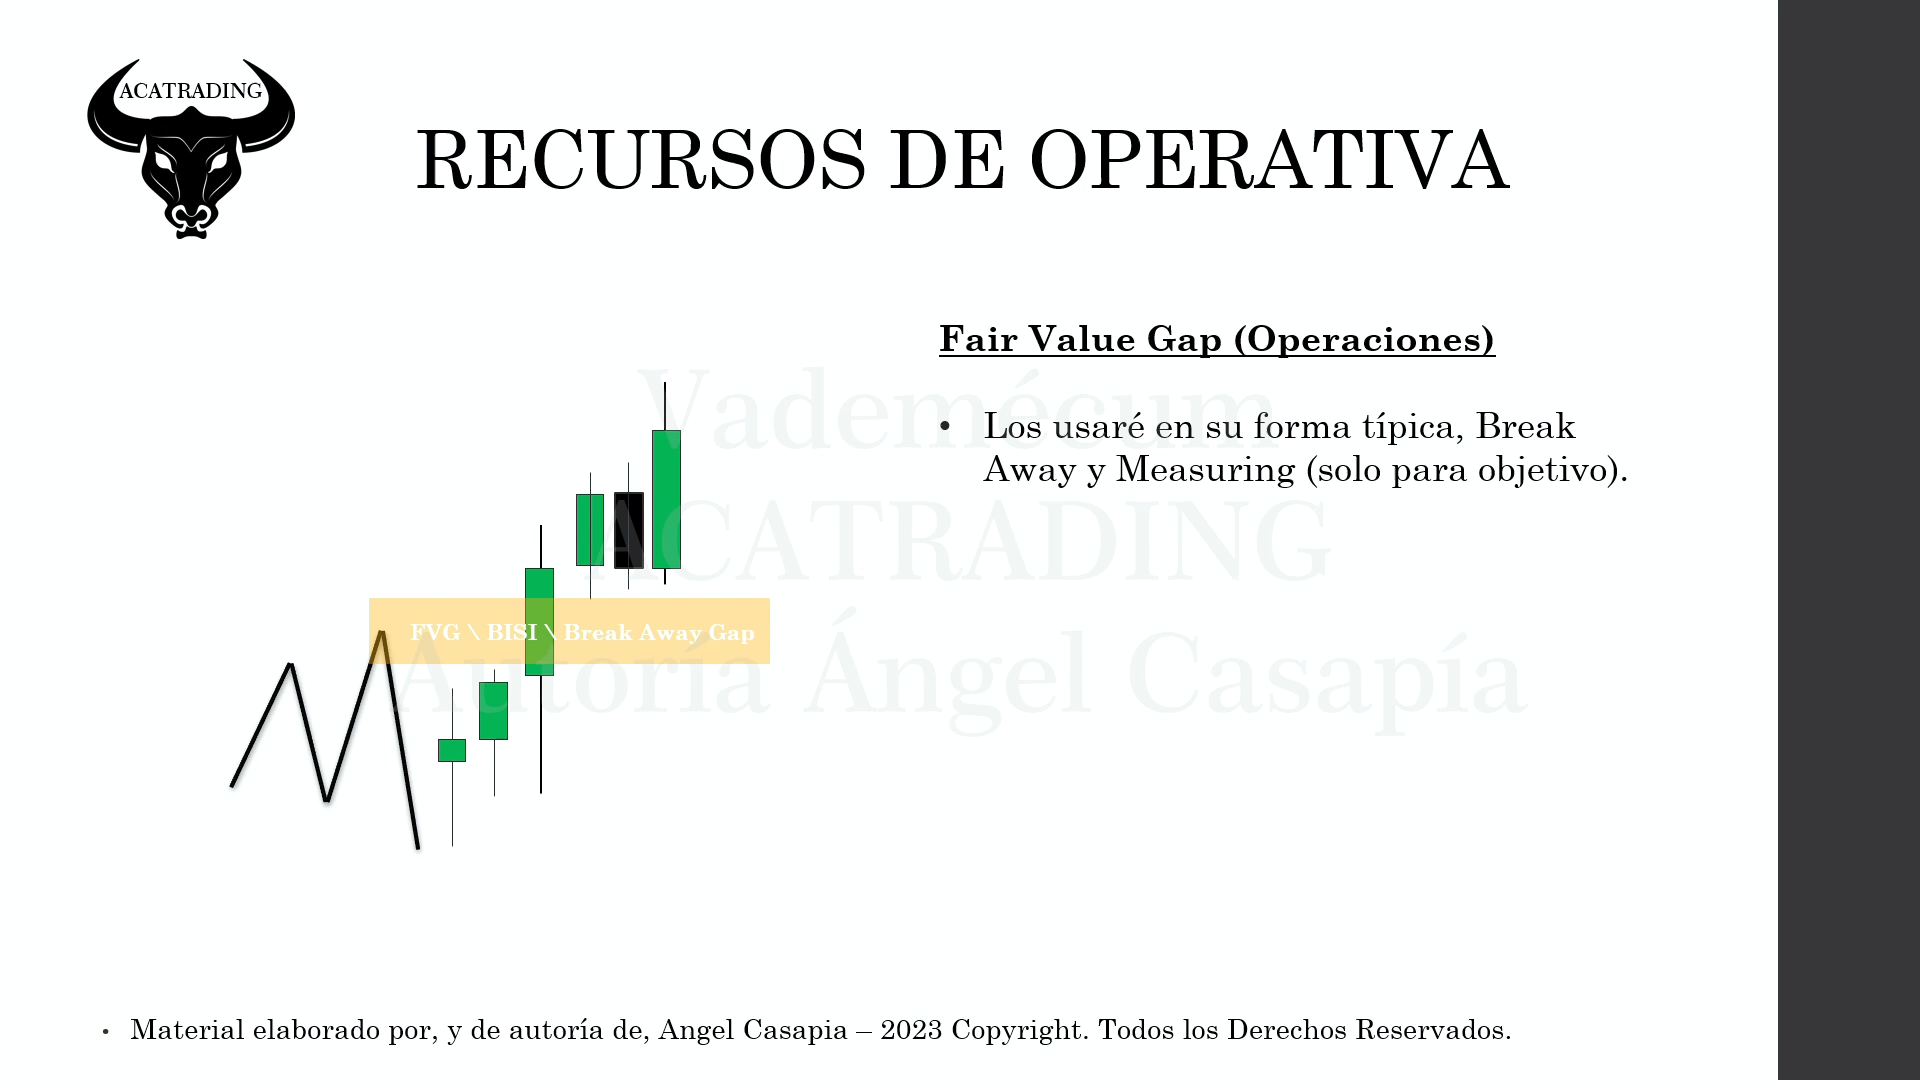 ACATRADING
RECURSOS DE OPERATIVA
Fair Value Gap (Operaciones)
• Los usaré en su forma típica, Break
Away y Measuring (solo para objetivo).
FVG \ BISI \ Break Away Gap
Vademécum
ACATRADING
Autoría Ángel Casapía
• Material elaborado por, y de autoría de, Angel Casapia – 2023 Copyright. Todos los Derechos Reservados.